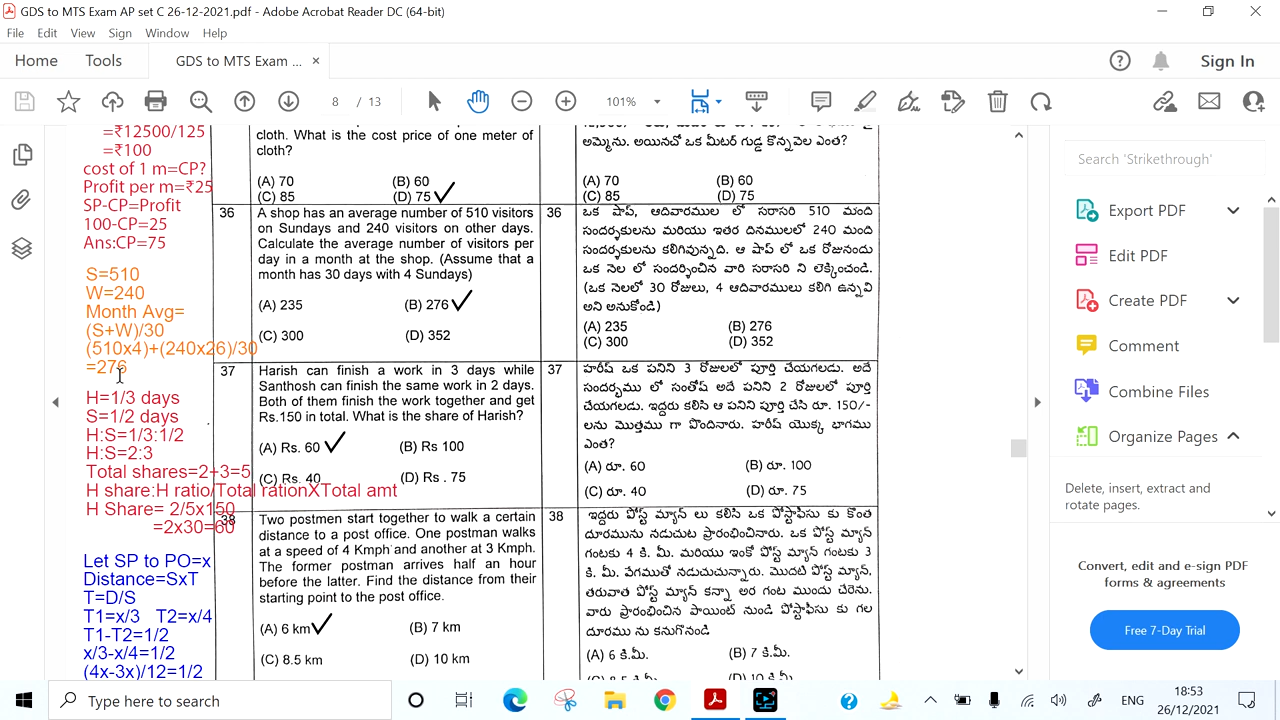 GDS to MTS Exam AP set C 26-12-2021.pdf - Adobe Acrobat Reader DC (64-bit)
File Edit View Sign Window Help
Home Tools GDS to MTS Exam ... × Sign In
8 / 13 101%
=₹12500/125
=₹100
cost of 1 m=CP?
Profit per m=₹25
SP-CP=Profit
100-CP=25
Ans:CP=75
S=510
W=240
Month Avg=
(S+W)/30
(510x4)+(240x26)/30
=276
H=1/3 days
S=1/2 days
H:S=1/3:1/2
H:S=2:3
Total shares=2+3=5
H share:H ratio/Total rationXTotal amt
H Share= 2/5x150
=2x30=60
Let SP to PO=x
Distance=SxT
T=D/S
T1=x/3 T2=x/4
T1-T2=1/2
x/3-x/4=1/2
(4x-3x)/12=1/2
cloth. What is the cost price of one meter of
cloth?
(A) 70 (B) 60
(C) 85 (D) 75
36 A shop has an average number of 510 visitors
on Sundays and 240 visitors on other days.
Calculate the average number of visitors per
day in a month at the shop. (Assume that a
month has 30 days with 4 Sundays)
(A) 235 (B) 276
(C) 300 (D) 352
37 Harish can finish a work in 3 days while
Santhosh can finish the same work in 2 days.
Both of them finish the work together and get
Rs.150 in total. What is the share of Harish?
(A) Rs. 60 (B) Rs 100
(C) Rs. 40 (D) Rs . 75
38 Two postmen start together to walk a certain
distance to a post office. One postman walks
at a speed of 4 Kmph and another at 3 Kmph.
The former postman arrives half an hour
before the latter. Find the distance from their
starting point to the post office.
(A) 6 km (B) 7 km
(C) 8.5 km (D) 10 km
అమ్మెను. అయినచో ఒక మీటర్ గుడ్డ కొన్నవెల ఎంత?
(A) 70 (B) 60
(C) 85 (D) 75
36 ఒక షాప్, ఆదివారముల లో సరాసరి 510 మంది
సందర్శకులను మరియు ఇతర దినములలో 240 మంది
సందర్శకులను కలిగివున్నది. ఆ షాప్ లో ఒక రోజునందు
ఒక నెల లో సందర్శించిన వారి సరాసరి ని లెక్కించండి.
(ఒక నెలలో 30 రోజులు, 4 ఆదివారములు కలిగి ఉన్నవి
అని అనుకోండి)
(A) 235 (B) 276
(C) 300 (D) 352
37 హరీష్ ఒక పనిని 3 రోజులలో పూర్తి చేయగలడు. అదే
సందర్భము లో సంతోష్ అదే పనిని 2 రోజులలో పూర్తి
చేయగలడు. ఇద్దరు కలిసి ఆ పనిని పూర్తి చేసి రూ. 150/-
లను మొత్తము గా పొందినారు. హరీష్ యొక్క భాగము
ఎంత?
(A) రూ. 60 (B) రూ. 100
(C) రూ. 40 (D) రూ. 75
38 ఇద్దరు పోస్ట్ మ్యాన్ లు కలిసి ఒక పోస్టాఫీసు కు కొంత
దూరమును నడుచుట ప్రారంభించినారు. ఒక పోస్ట్ మ్యాన్
గంటకు 4 కి. మీ. మరియు ఇంకో పోస్ట్ మ్యాన్ గంటకు 3
కి. మీ. వేగముతో నడుచుచున్నారు. మొదటి పోస్ట్ మ్యాన్,
తరువాత పోస్ట్ మ్యాన్ కన్నా అర గంట ముందు చేరెను.
వారు ప్రారంభించిన పాయింట్ నుండి పోస్టాఫీసు కు గల
దూరము ను కనుగొనండి
(A) 6 కి.మీ. (B) 7 కి.మీ.
(D) 10 కి.మీ
Search 'Strikethrough'
Export PDF
Edit PDF
Create PDF
Comment
Combine Files
Organize Pages
Delete, insert, extract and
rotate pages.
Convert, edit and e-sign PDF
forms & agreements
Free 7-Day Trial
Type here to search
ENG
18:53
26/12/2021